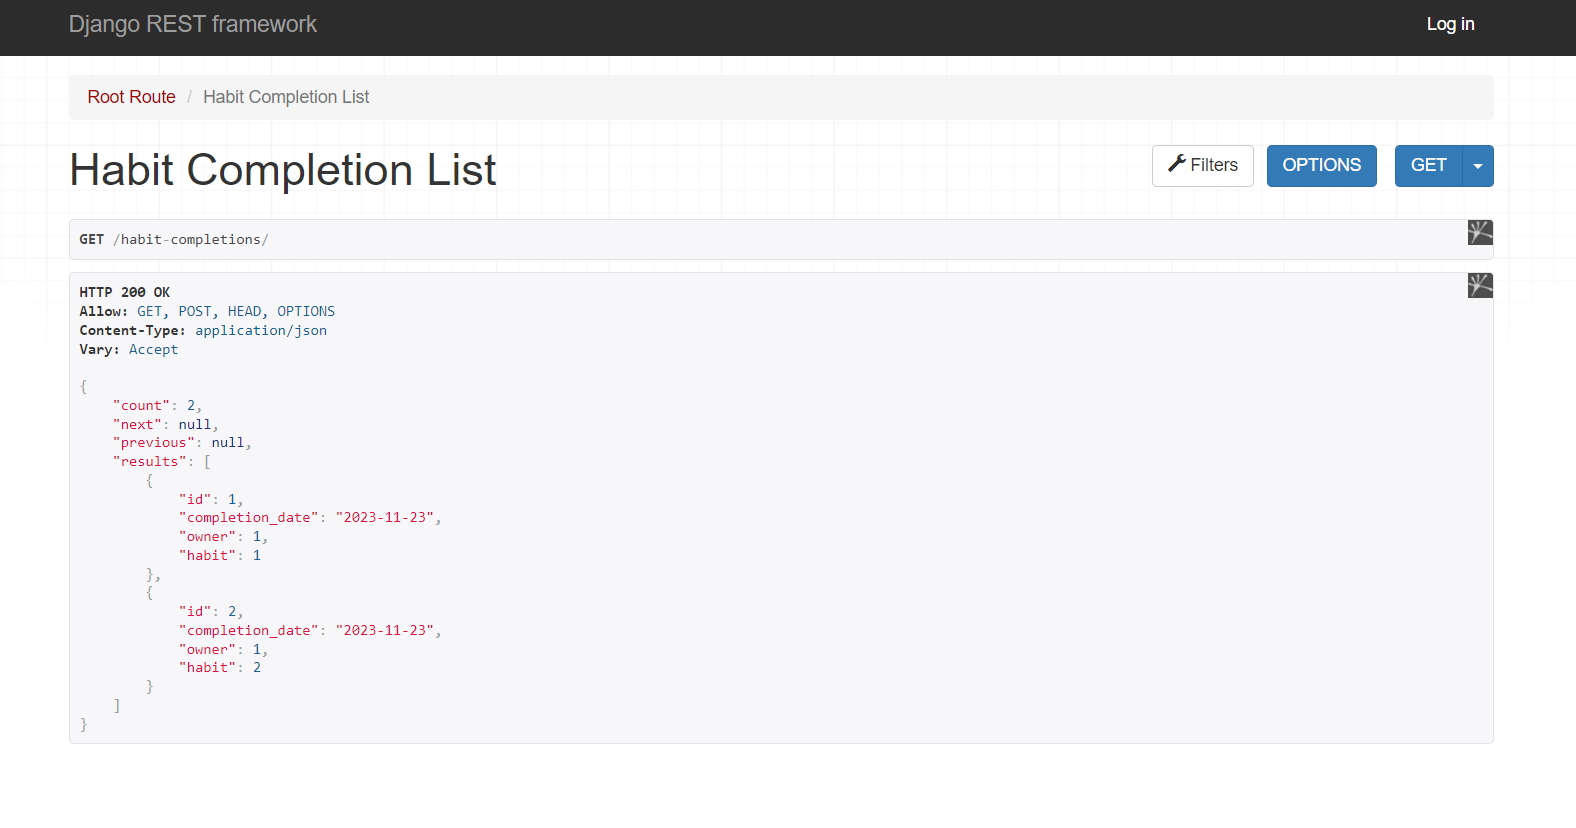 Django REST framework
Log in
Root Route / Habit Completion List
Habit Completion List
Filters
OPTIONS
GET
GET /habit-completions/
HTTP 200 OK
Allow: GET, POST, HEAD, OPTIONS
Content-Type: application/json
Vary: Accept
{
    "count": 2,
    "next": null,
    "previous": null,
    "results": [
        {
            "id": 1,
            "completion_date": "2023-11-23",
            "owner": 1,
            "habit": 1
        },
        {
            "id": 2,
            "completion_date": "2023-11-23",
            "owner": 1,
            "habit": 2
        }
    ]
}